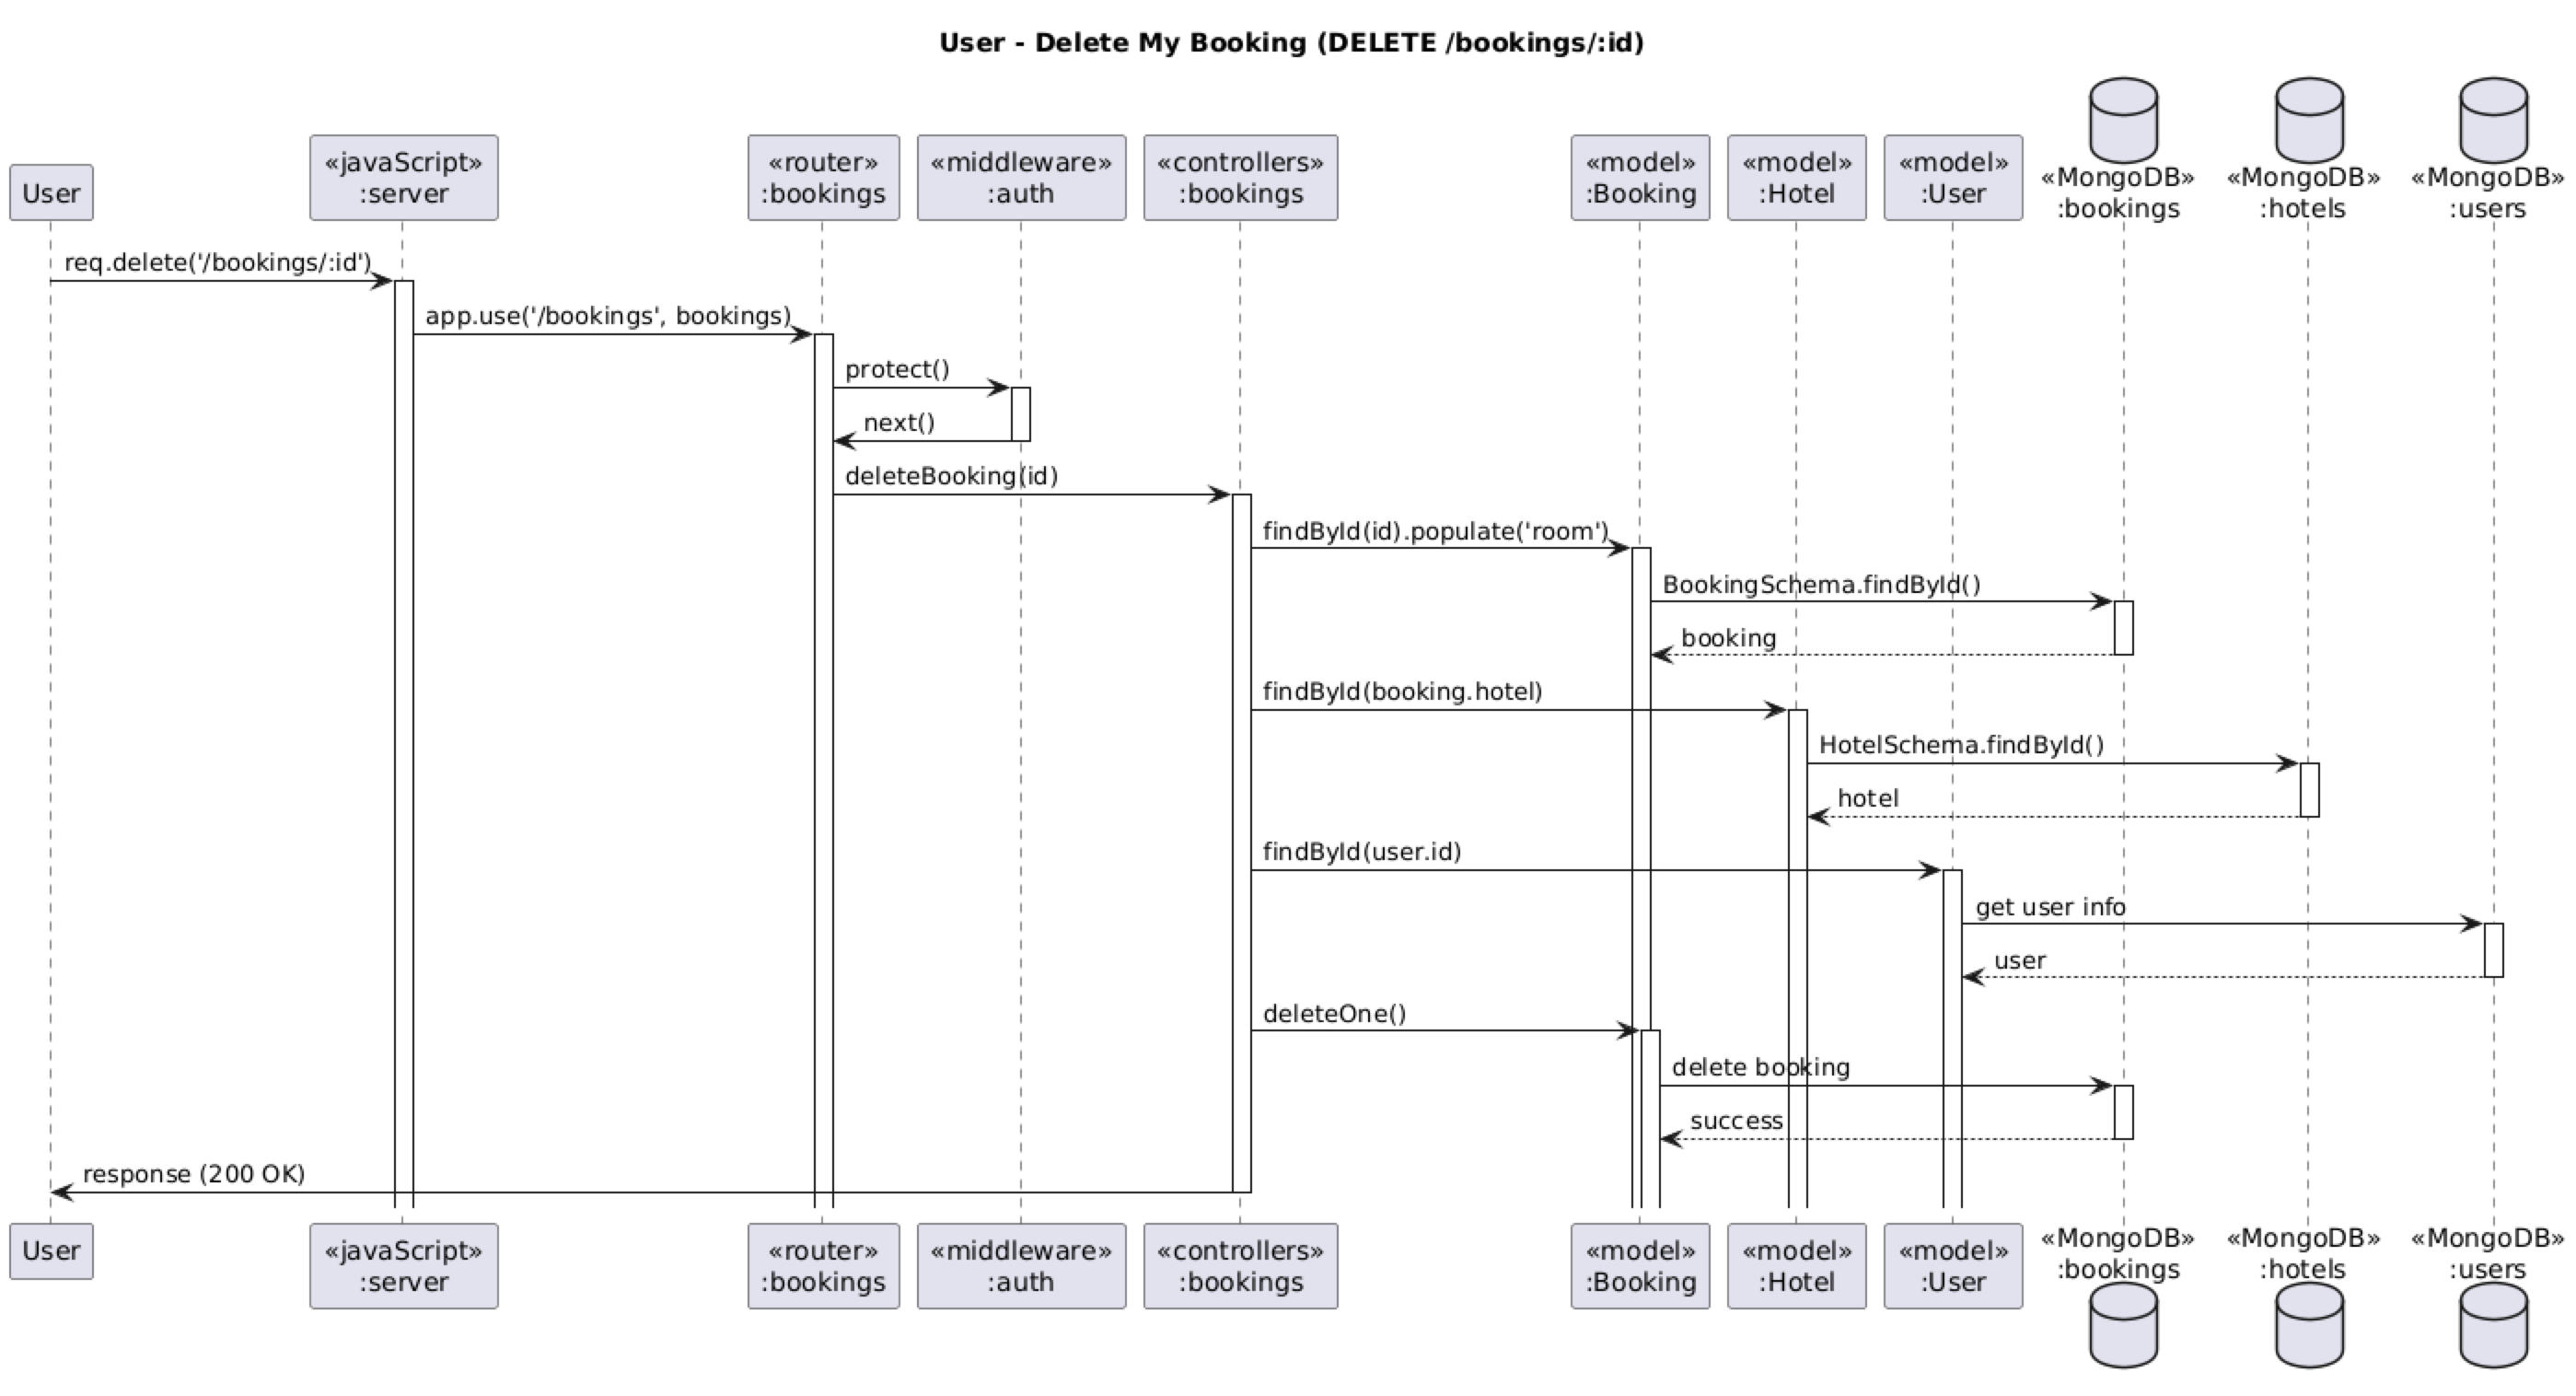 User - Delete My Booking (DELETE /bookings/:id)
User
«javaScript»
:server
«router»
:bookings
«middleware»
:auth
«controllers»
:bookings
«model»
:Booking
«model»
:Hotel
«model»
:User
«MongoDB»
:bookings
«MongoDB»
:hotels
«MongoDB»
:users
req.delete('/bookings/:id')
app.use('/bookings', bookings)
protect()
next()
deleteBooking(id)
findById(id).populate('room')
BookingSchema.findById()
booking
findById(booking.hotel)
HotelSchema.findById()
hotel
findById(user.id)
get user info
user
deleteOne()
delete booking
success
response (200 OK)
User
«javaScript»
:server
«router»
:bookings
«middleware»
:auth
«controllers»
:bookings
«model»
:Booking
«model»
:Hotel
«model»
:User
«MongoDB»
:bookings
«MongoDB»
:hotels
«MongoDB»
:users